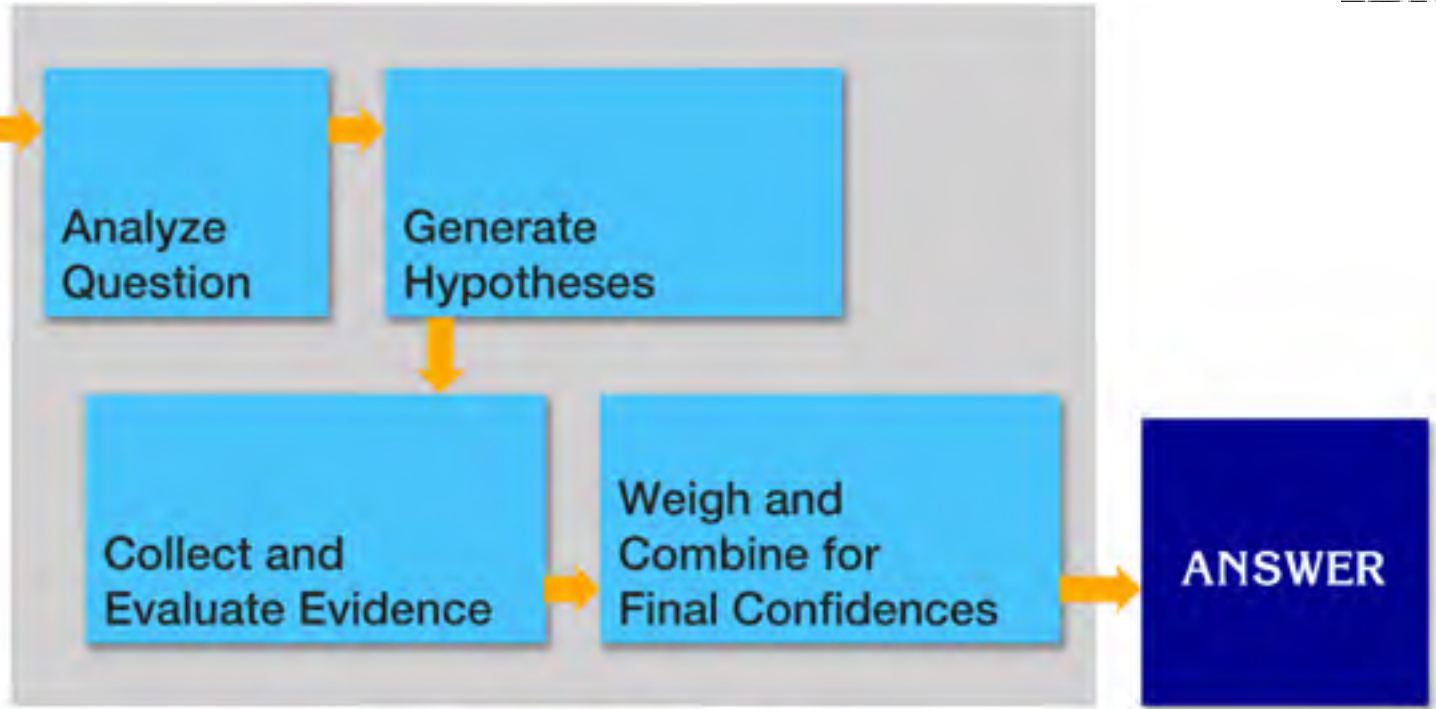 Analyze
Question
Generate
Hypotheses
Collect and
Evaluate Evidence
Weigh and
Combine for
Final Confidences
ANSWER